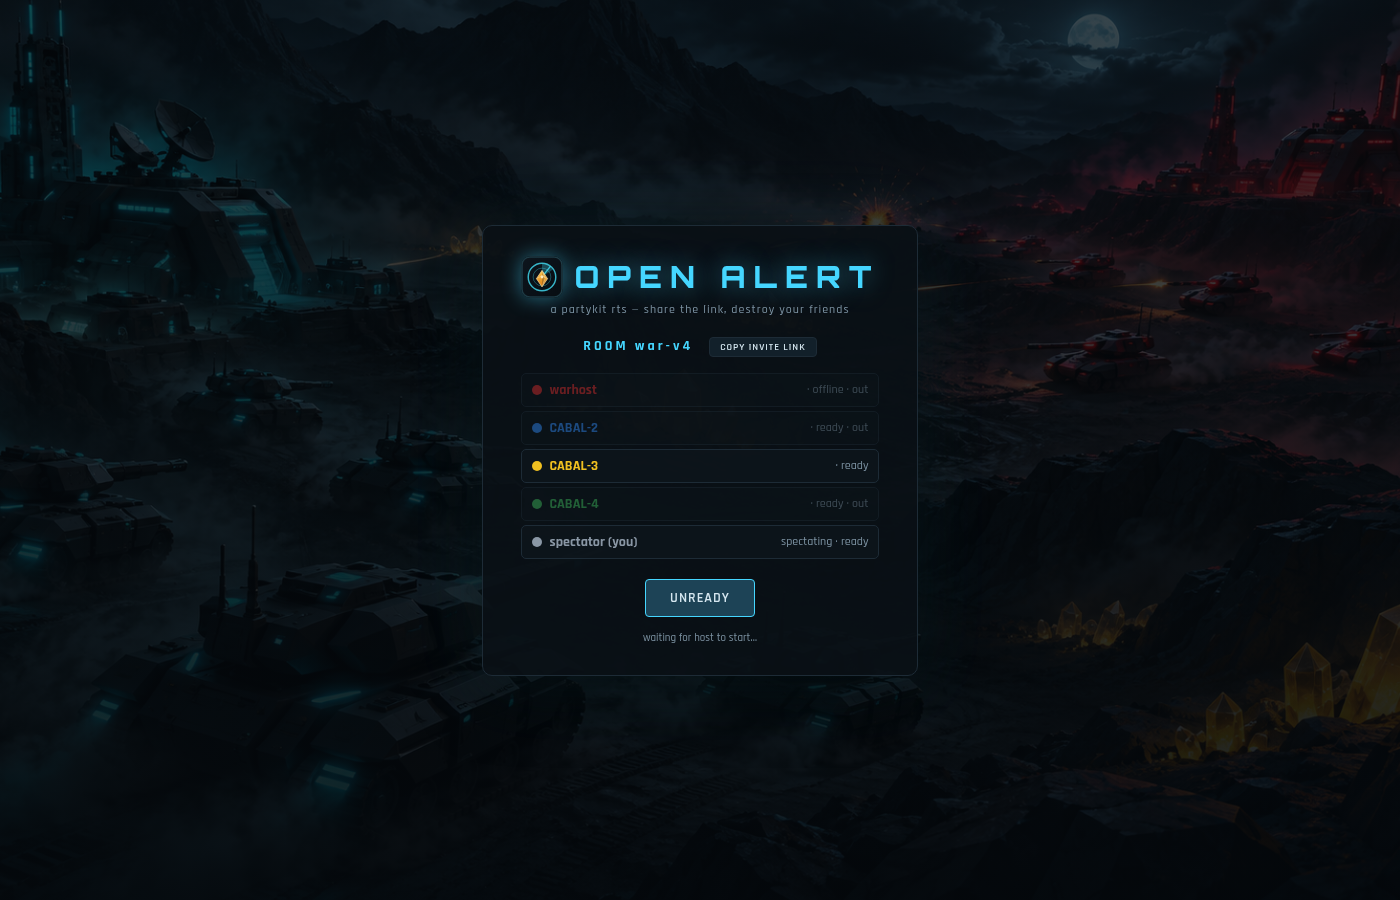 OPEN ALERT
a partykit rts – share the link, destroy your friends
ROOM war-v4 COPY INVITE LINK
warhost · offline · out
CABAL-2 · ready · out
CABAL-3 · ready
CABAL-4 · ready · out
spectator (you) spectating · ready
UNREADY
waiting for host to start...